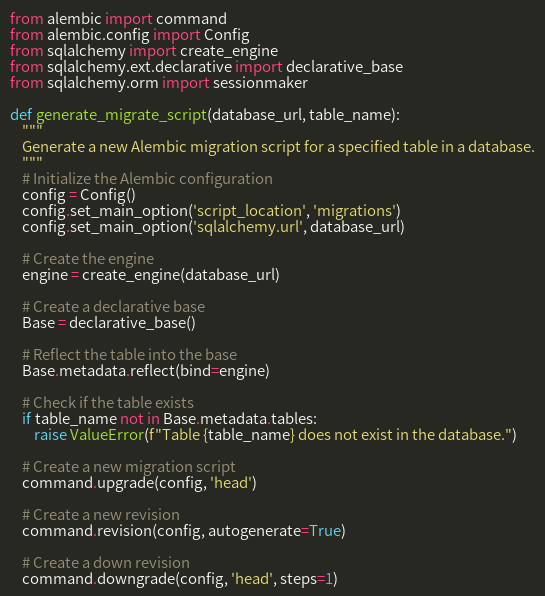 from alembic import command
from alembic.config import Config
from sqlalchemy import create_engine
from sqlalchemy.ext.declarative import declarative_base
from sqlalchemy.orm import sessionmaker

def generate_migrate_script(database_url, table_name):
    """
    Generate a new Alembic migration script for a specified table in a database.
    """
    # Initialize the Alembic configuration
    config = Config()
    config.set_main_option('script_location', 'migrations')
    config.set_main_option('sqlalchemy.url', database_url)

    # Create the engine
    engine = create_engine(database_url)

    # Create a declarative base
    Base = declarative_base()

    # Reflect the table into the base
    Base.metadata.reflect(bind=engine)

    # Check if the table exists
    if table_name not in Base.metadata.tables:
        raise ValueError(f"Table {table_name} does not exist in the database.")

    # Create a new migration script
    command.upgrade(config, 'head')

    # Create a new revision
    command.revision(config, autogenerate=True)

    # Create a down revision
    command.downgrade(config, 'head', steps=1)